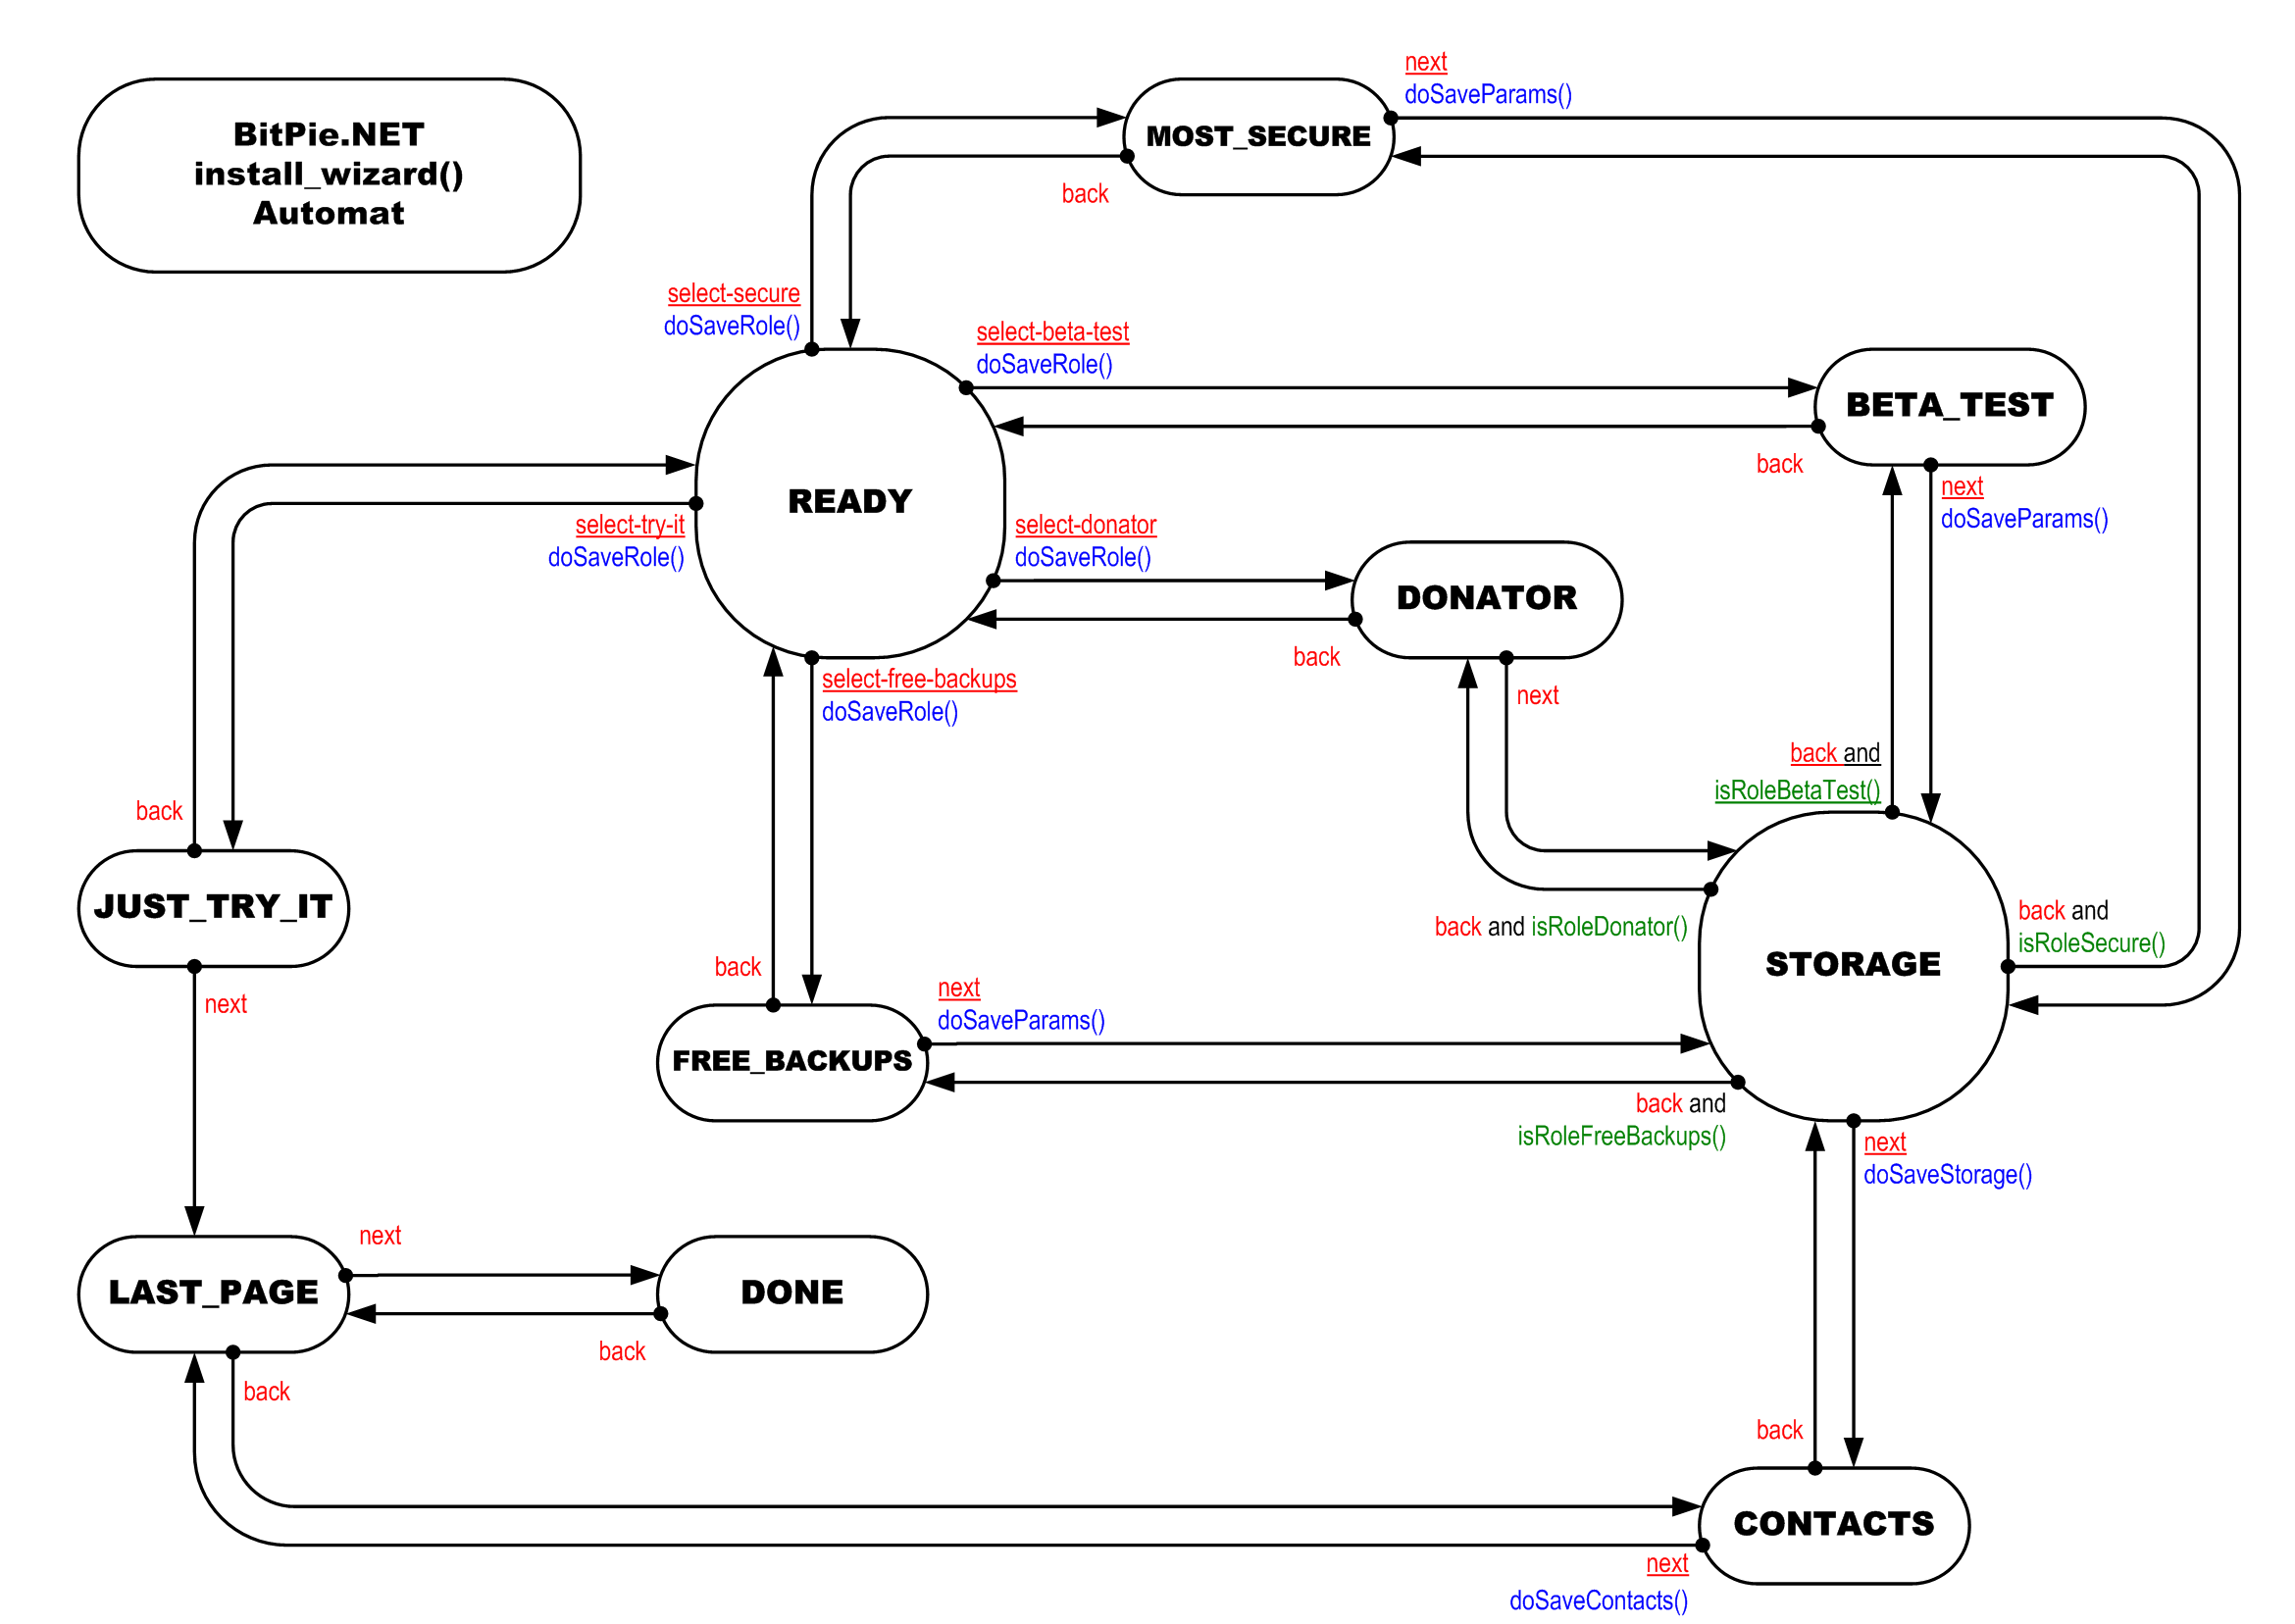 BitPie.NET
install_wizard()
Automat
next
doSaveParams()
MOST_SECURE
back
select-secure
doSaveRole()
select-beta-test
doSaveRole()
BETA_TEST
back
next
doSaveParams()
READY
select-try-it
doSaveRole()
select-donator
doSaveRole()
DONATOR
back
next
select-free-backups
doSaveRole()
back and
isRoleBetaTest()
back
JUST_TRY_IT
back and isRoleDonator()
back and
isRoleSecure()
STORAGE
back
next
next
doSaveParams()
FREE_BACKUPS
back and
isRoleFreeBackups()
next
doSaveStorage()
next
LAST_PAGE
DONE
back
back
back
CONTACTS
next
doSaveContacts()